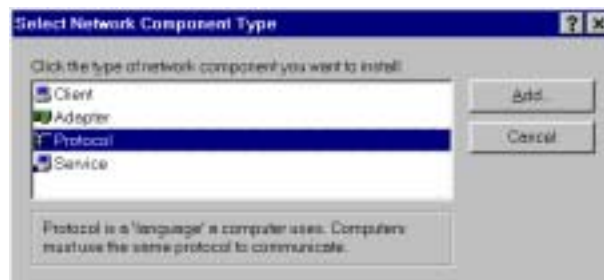 Select Network Component Type
Click the type of network component you want to install:
Client
Add...
Adapter
Protocol
Cancel
Service
Protocol is a 'language' a computer uses. Computers
must use the same protocol to communicate.